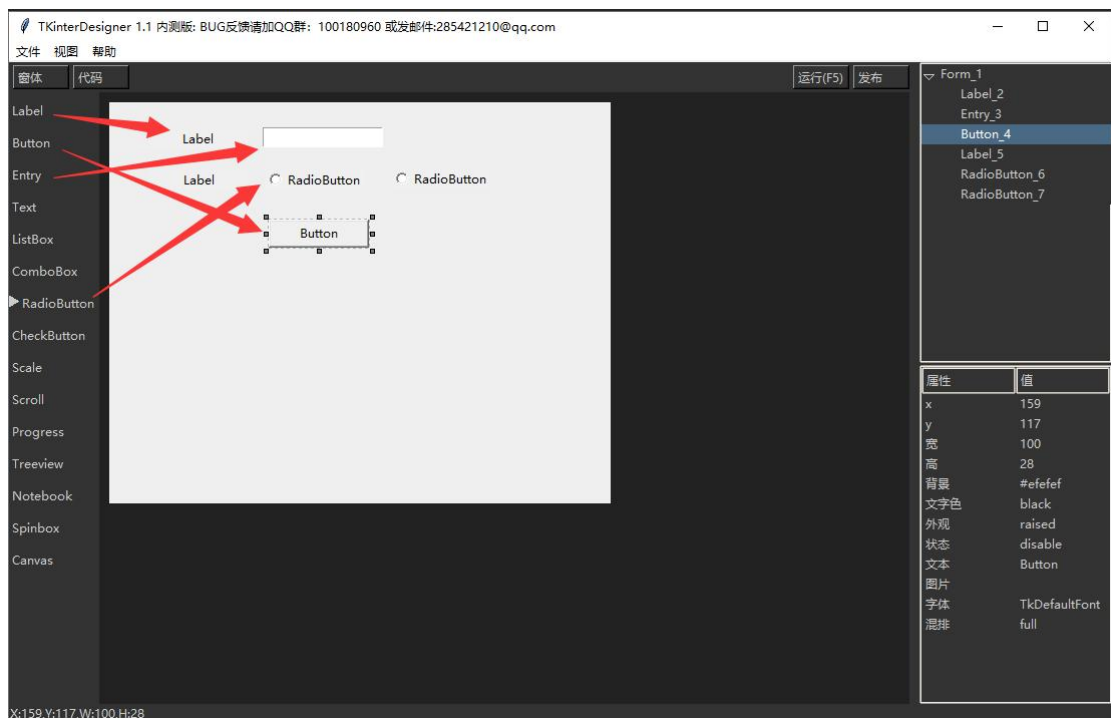 TKinterDesigner 1.1 内测版: BUG反馈请加QQ群：100180960 或发邮件:285421210@qq.com
文件 视图 帮助
窗体 代码 运行(F5) 发布
Label
Button
Entry
Text
ListBox
ComboBox
RadioButton
CheckButton
Scale
Scroll
Progress
Treeview
Notebook
Spinbox
Canvas
Label
Label RadioButton RadioButton
Button
Form_1
Label_2
Entry_3
Button_4
Label_5
RadioButton_6
RadioButton_7
属性 值
x 159
y 117
宽 100
高 28
背景 #efefef
文字色 black
外观 raised
状态 disable
文本 Button
图片
字体 TkDefaultFont
混排 full
X:159,Y:117,W:100,H:28